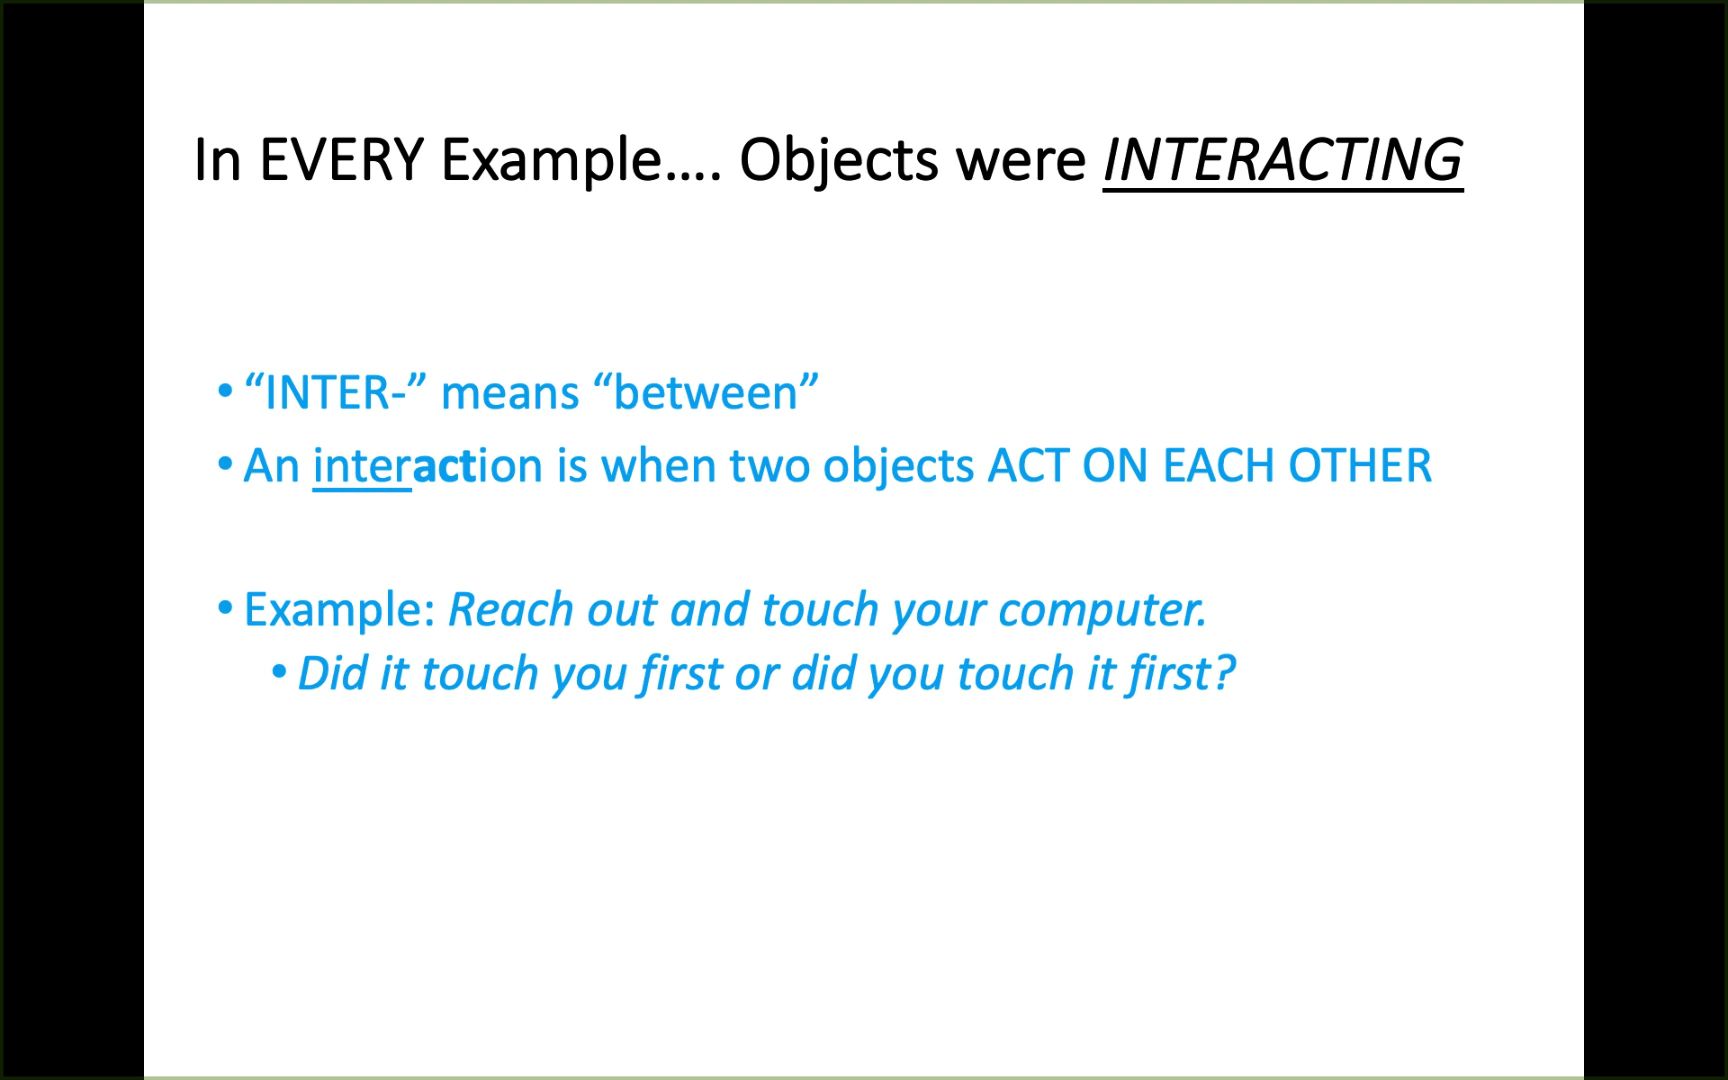 In EVERY Example.... Objects were INTERACTING
• “INTER-” means “between”
• An interaction is when two objects ACT ON EACH OTHER
• Example: Reach out and touch your computer.
• Did it touch you first or did you touch it first?